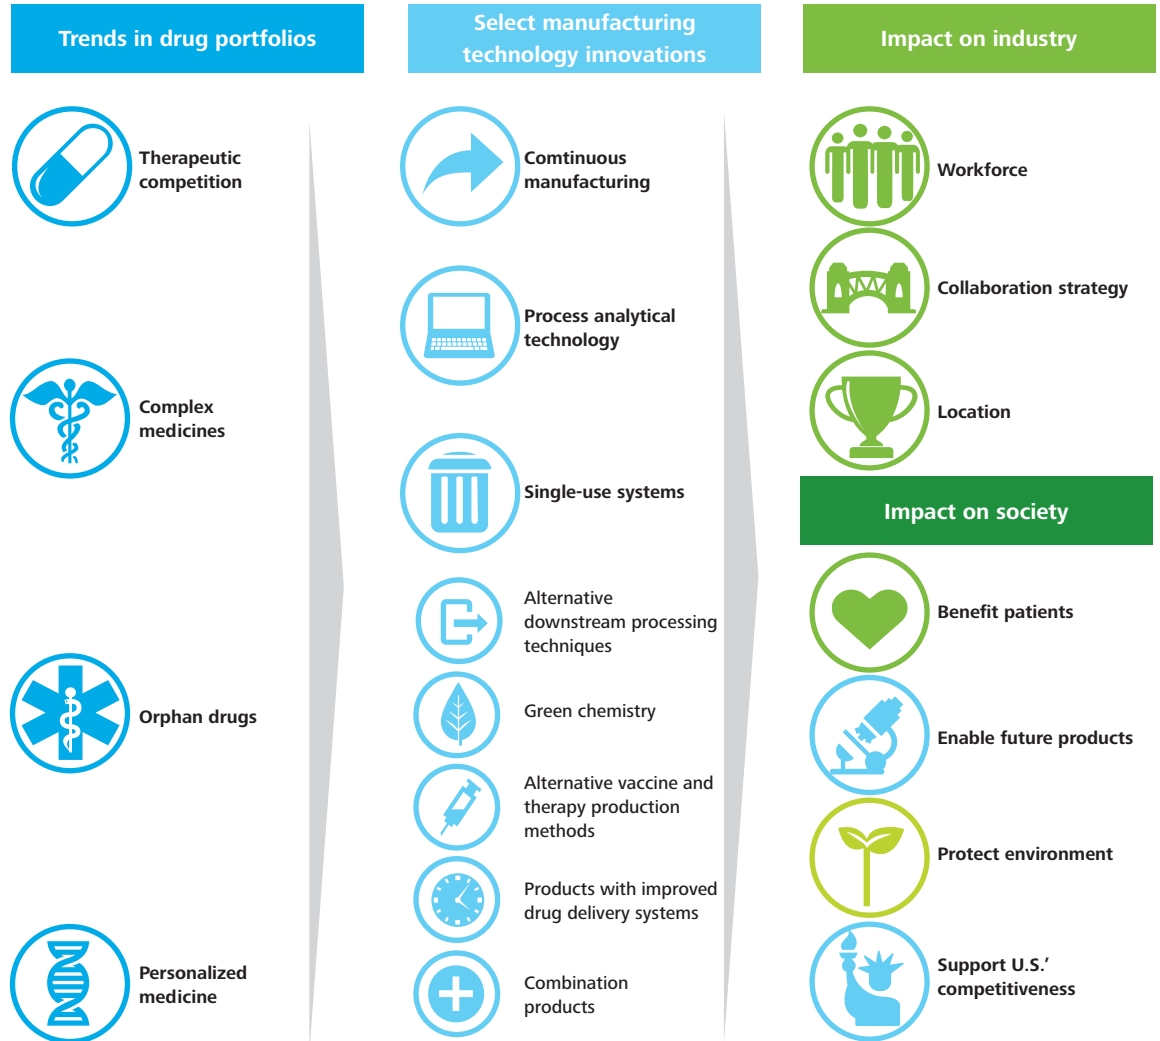 Trends in drug portfolios
Therapeutic
competition
Complex
medicines
Orphan drugs
Personalized
medicine
Select manufacturing
technology innovations
Comtinuous
manufacturing
Process analytical
technology
Single-use systems
Alternative
downstream processing
techniques
Green chemistry
Alternative vaccine and
therapy production
methods
Products with improved
drug delivery systems
Combination
products
Impact on industry
Workforce
Collaboration strategy
Location
Impact on society
Benefit patients
Enable future products
Protect environment
Support U.S.’
competitiveness